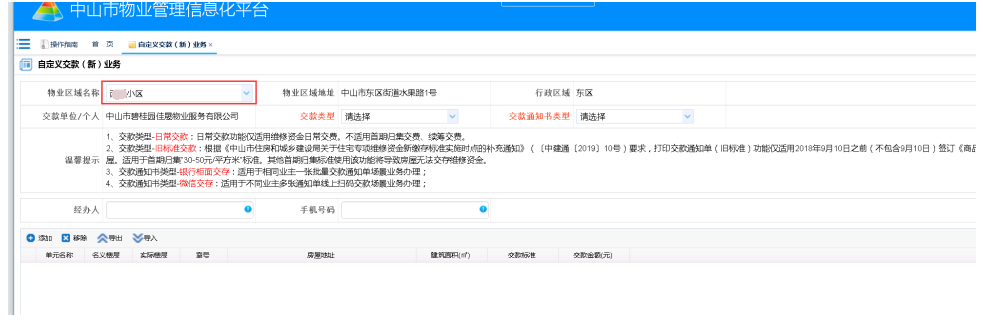 中山市物业管理信息化平台
操作指南 首 页 自定义交款(新)业务 ×
自定义交款(新)业务
物业区域名称 小区 物业区域地址 中山市东区街道水果路1号 行政区域 东区
交款单位/个人 中山市碧桂园佳晟物业服务有限公司 交款类型 请选择 交款通知书类型 请选择
1、交款类型-日常交款:日常交款功能仅适用维修资金日常交费。不适用首期归集交费、续筹交费。
2、交款类型-旧标准交款:根据《中山市住房和城乡建设局关于住宅专项维修资金新缴存标准实施时点的补充通知》(〔中建通〔2019〕10号)要求,打印交款通知单(旧标准)功能仅适用2018年9月10日之前(不包含9月10日)签订《商品
温馨提示 屋。适用于首期归集"30-50元/平方米"标准。其他首期归集标准使用该功能将导致房屋无法交存维修资金。
3、交款通知书类型-银行柜面交存:适用于相同业主一张批量交款通知单场景业务办理;
4、交款通知书类型-微信交存:适用于不同业主多张通知单线上扫码交款场景业务办理;
经办人 手机号码
添加 移除 导出 导入
单元名称 名义楼层 实际楼层 室号 房屋地址 建筑面积(㎡) 交款标准 交款金额(元)